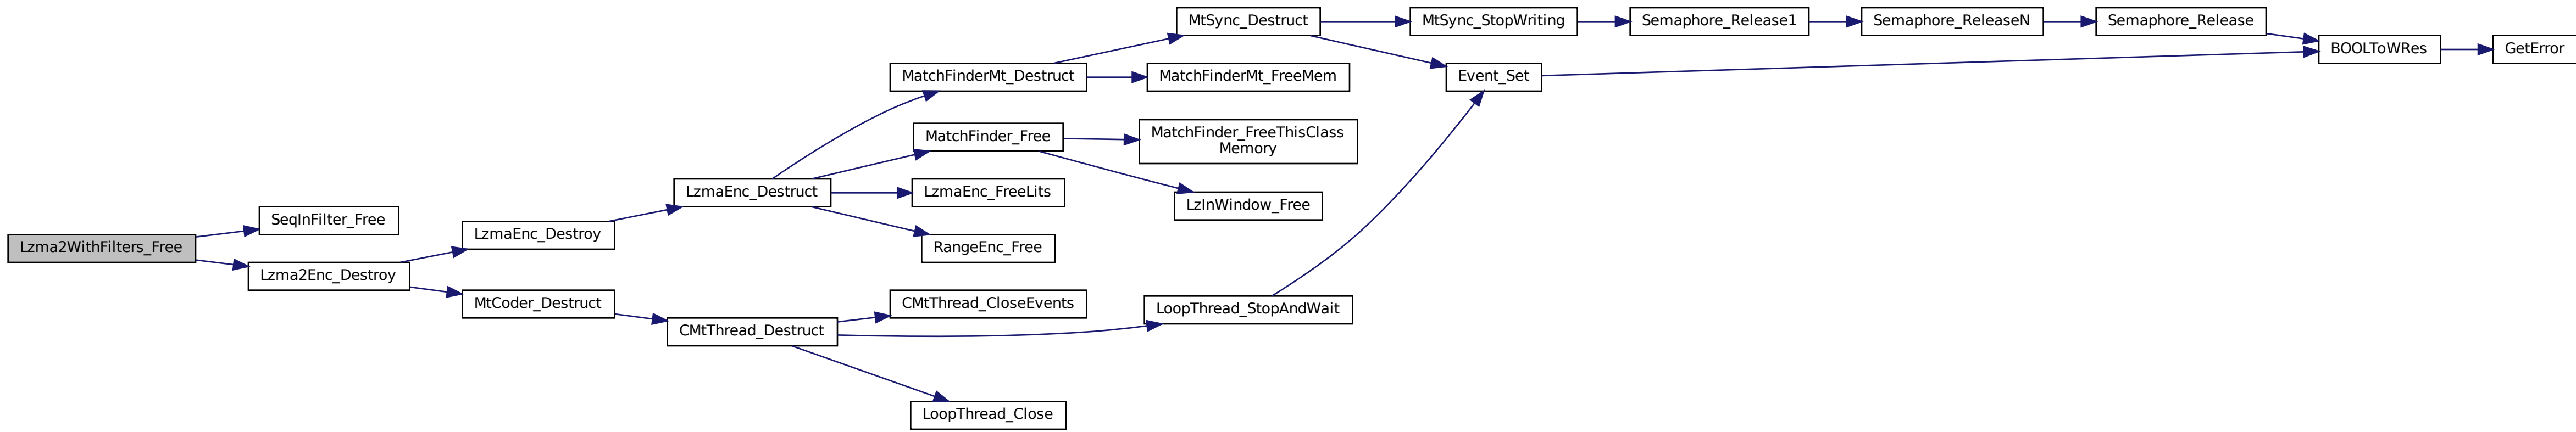 MtSync_Destruct
MtSync_StopWriting
Semaphore_Release1
Semaphore_ReleaseN
Semaphore_Release
BOOLToWRes
GetError
MatchFinderMt_Destruct
MatchFinderMt_FreeMem
Event_Set
MatchFinder_Free
MatchFinder_FreeThisClass
Memory
LzmaEnc_Destruct
LzmaEnc_FreeLits
LzInWindow_Free
SeqInFilter_Free
LzmaEnc_Destroy
RangeEnc_Free
Lzma2WithFilters_Free
Lzma2Enc_Destroy
MtCoder_Destruct
CMtThread_CloseEvents
LoopThread_StopAndWait
CMtThread_Destruct
LoopThread_Close